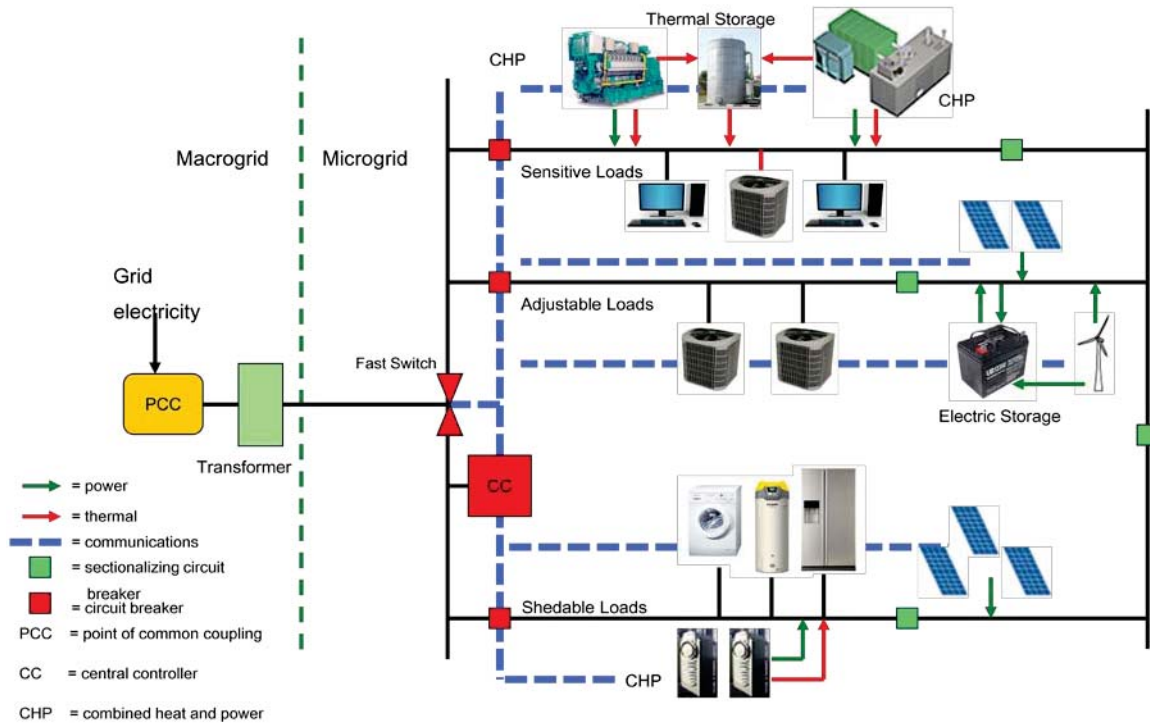 Thermal Storage
CHP
CHP
Macrogrid
Microgrid
Sensitive Loads
Grid
electricity
Adjustable Loads
Fast Switch
PCC
Electric Storage
Transformer
CC
= power
= thermal
= communications
= sectionalizing circuit
breaker
= circuit breaker
Shedable Loads
PCC = point of common coupling
CC = central controller
CHP
CHP = combined heat and power